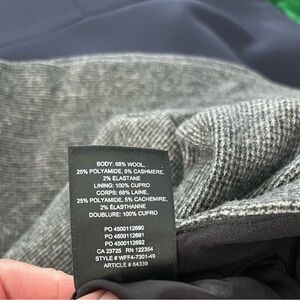 BODY: 68% WOOL,
25% POLYAMIDE, 5% CASHMERE,
2% ELASTANE
LINING: 100% CUPRO
CORPS: 68% LAINE,
25% POLYAMIDE, 5% CACHEMIRE,
2% ÉLASTHANNE
DOUBLURE: 100% CUPRO
PO 4500112690
PO 4500112691
PO 4500112692
CA 23725 RN 122354
STYLE # WFF4-7301-49
ARTICLE # 64339